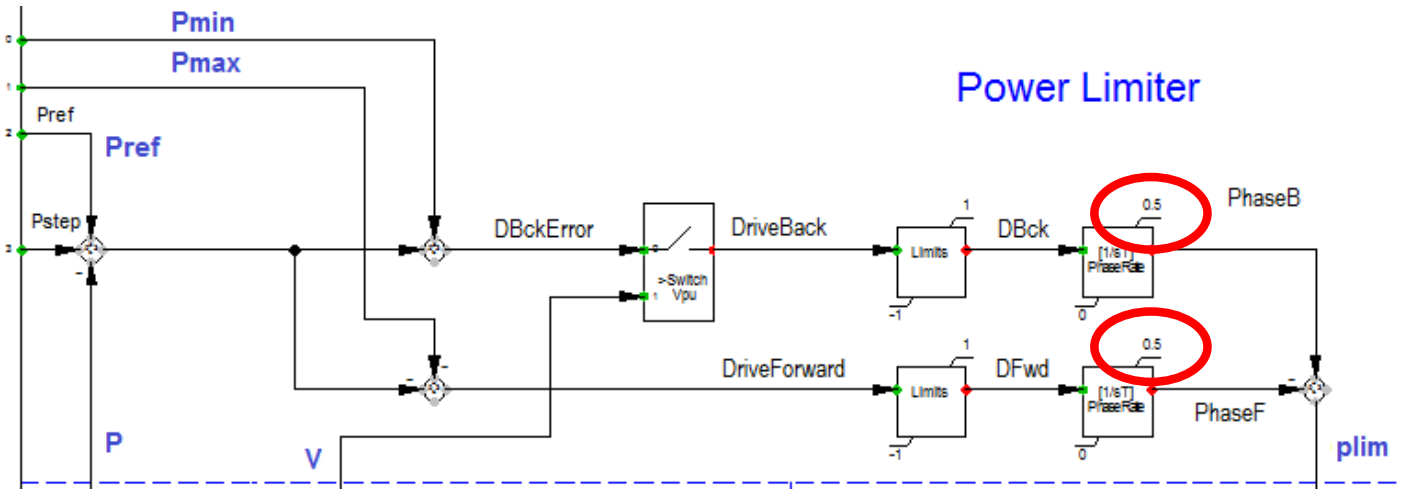 Pmin
0
Pmax
1
Power Limiter
Pref
2
Pref
Pstep
3
-
DBckError
0
>Switch
Vpu
1
DriveBack
1
Limits
-1
DBck
0.5
[1/sT]
PhaseRate
0
PhaseB
-
-
DriveForward
1
Limits
-1
DFwd
0.5
[1/sT]
PhaseRate
0
-
PhaseF
P
V
plim